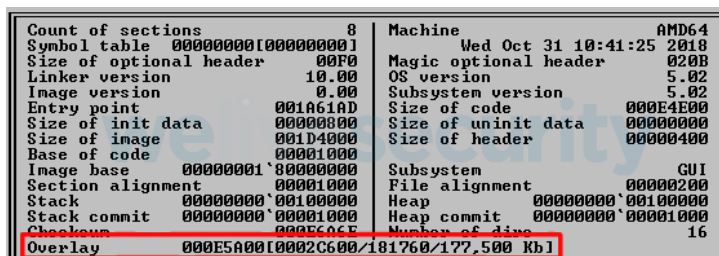 Count of sections 8 | Machine AMD64
Symbol table 00000000[00000000] | Wed Oct 31 10:41:25 2018
Size of optional header 00F0 | Magic optional header 020B
Linker version 10.00 | OS version 5.02
Image version 0.00 | Subsystem version 5.02
Entry point 001A61AD | Size of code 000E4E00
Size of init data 00000800 | Size of uninit data 00000000
Size of image 001D4000 | Size of header 00000400
Base of code 00001000
Image base 00000001`80000000 | Subsystem GUI
Section alignment 00001000 | File alignment 00000200
Stack 00000000`00100000 | Heap 00000000`00100000
Stack commit 00000000`00001000 | Heap commit 00000000`00001000
Checksum 000E6A6E | Number of dirs 16
Overlay 000E5A00[0002C600/181760/177,500 Kb]
welivesecurity